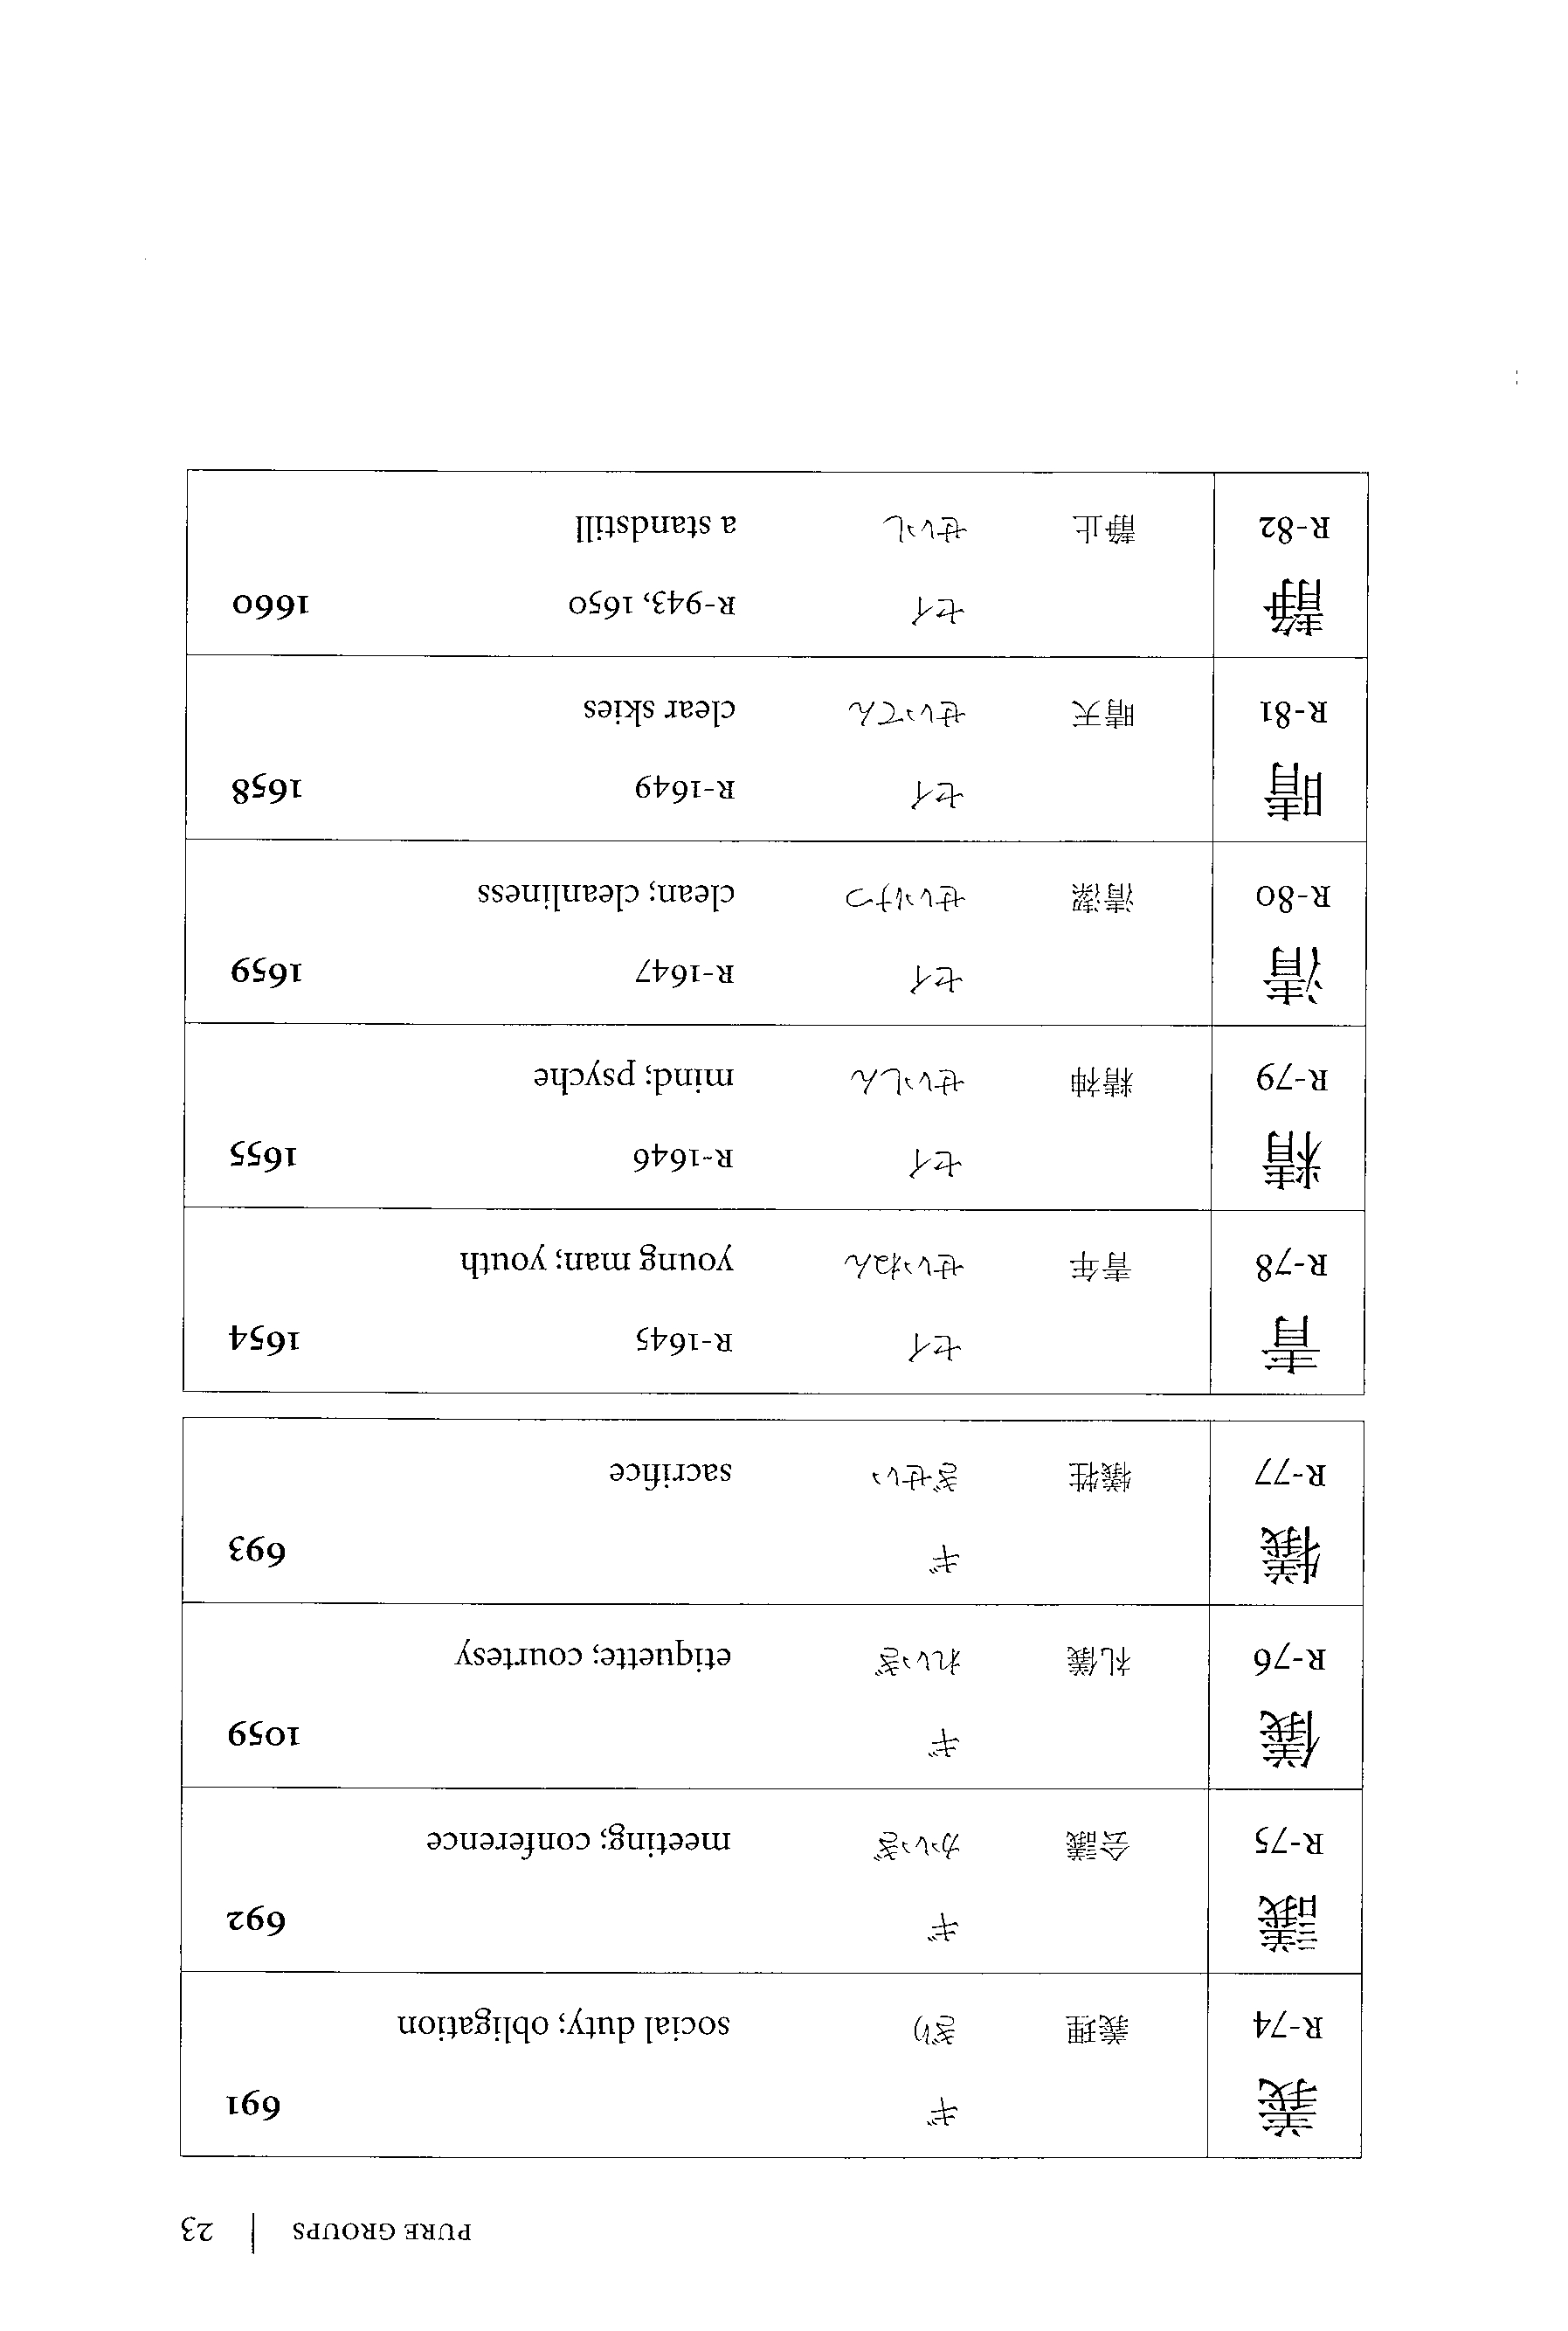 PURE GROUPS | 23
義 ギ 691
R-74 義理 ぎり social duty; obligation
議 ギ 692
R-75 会議 かいぎ meeting; conference
儀 ギ 1059
R-76 礼儀 れいぎ etiquette; courtesy
犠 ギ 693
R-77 犠牲 ぎせい sacrifice
青 セイ R-1645 1654
R-78 青年 せいねん young man; youth
精 セイ R-1646 1655
R-79 精神 せいしん mind; psyche
清 セイ R-1647 1659
R-80 清潔 せいけつ clean; cleanliness
晴 セイ R-1649 1658
R-81 晴天 せいてん clear skies
静 セイ R-943, 1650 1660
R-82 静止 せいし a standstill